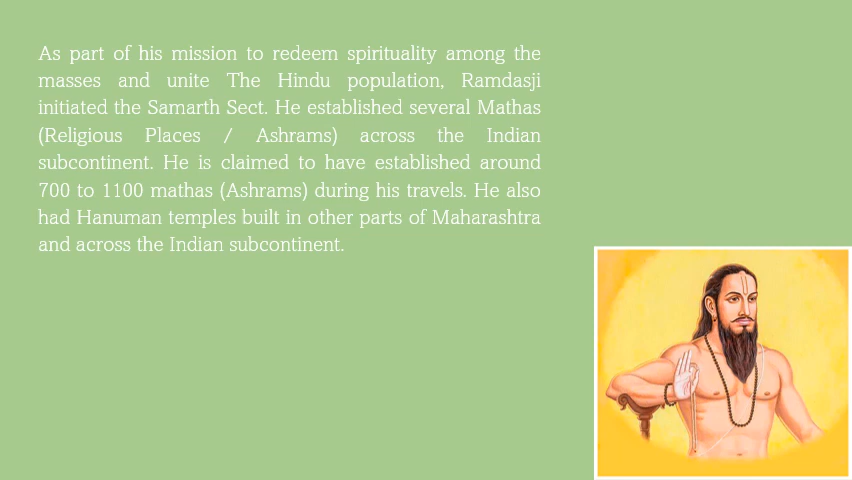 As part of his mission to redeem spirituality among the
masses and unite The Hindu population, Ramdasji
initiated the Samarth Sect. He established several Mathas
(Religious Places / Ashrams) across the Indian
subcontinent. He is claimed to have established around
700 to 1100 mathas (Ashrams) during his travels. He also
had Hanuman temples built in other parts of Maharashtra
and across the Indian subcontinent.